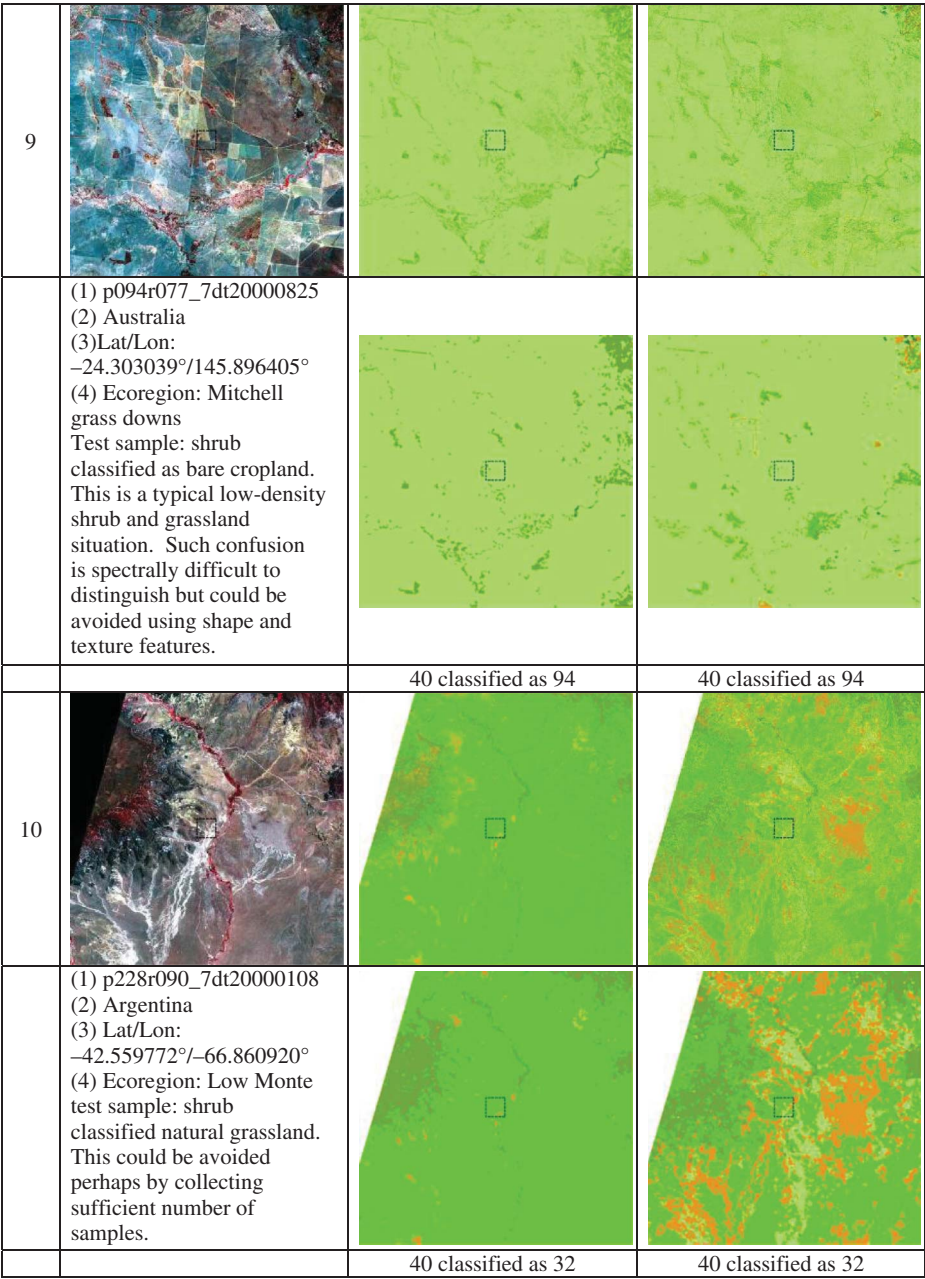 9
(1) p094r077_7dt20000825
(2) Australia
(3)Lat/Lon:
–24.303039°/145.896405°
(4) Ecoregion: Mitchell
grass downs
Test sample: shrub
classified as bare cropland.
This is a typical low-density
shrub and grassland
situation. Such confusion
is spectrally difficult to
distinguish but could be
avoided using shape and
texture features.
40 classified as 94
40 classified as 94
10
(1) p228r090_7dt20000108
(2) Argentina
(3) Lat/Lon:
–42.559772°/–66.860920°
(4) Ecoregion: Low Monte
test sample: shrub
classified natural grassland.
This could be avoided
perhaps by collecting
sufficient number of
samples.
40 classified as 32
40 classified as 32